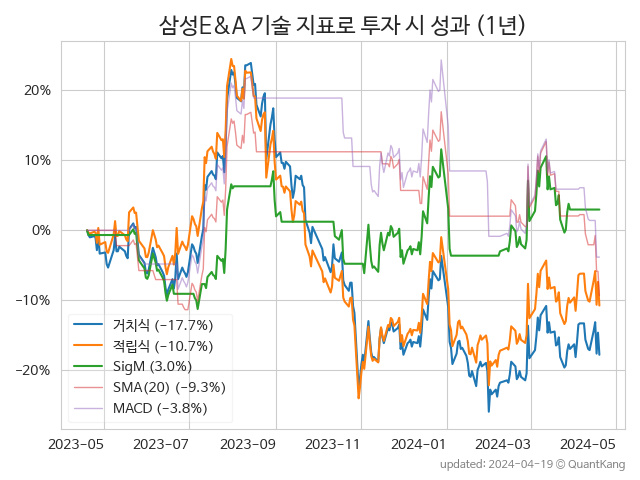 삼성E&A 기술 지표로 투자 시 성과 (1년)
20%
10%
0%
−10%
−20%
거치식 (−17.7%)
적립식 (−10.7%)
SigM (3.0%)
SMA(20) (−9.3%)
MACD (−3.8%)
2023-05 2023-07 2023-09 2023-11 2024-01 2024-03 2024-05
updated: 2024-04-19 © QuantKang